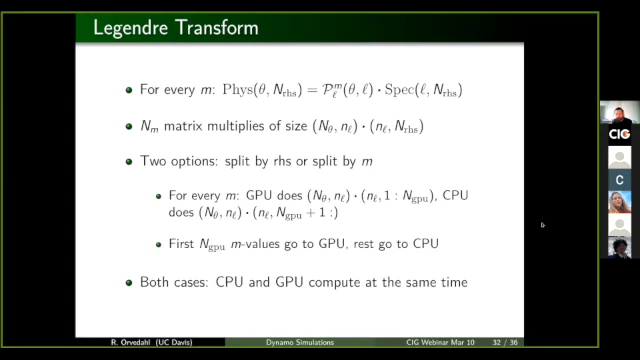 Legendre Transform
For every m: Phys(θ, N_rhs) = P_ℓ^m(θ, ℓ) · Spec(ℓ, N_rhs)
N_m matrix multiplies of size (N_θ, n_ℓ) · (n_ℓ, N_rhs)
Two options: split by rhs or split by m
For every m: GPU does (N_θ, n_ℓ) · (n_ℓ, 1 : N_gpu), CPU
does (N_θ, n_ℓ) · (n_ℓ, N_gpu + 1 :)
First N_gpu m-values go to GPU, rest go to CPU
Both cases: CPU and GPU compute at the same time
R. Orvedahl (UC Davis) Dynamo Simulations CIG Webinar Mar 10 32 / 36
CIG
C